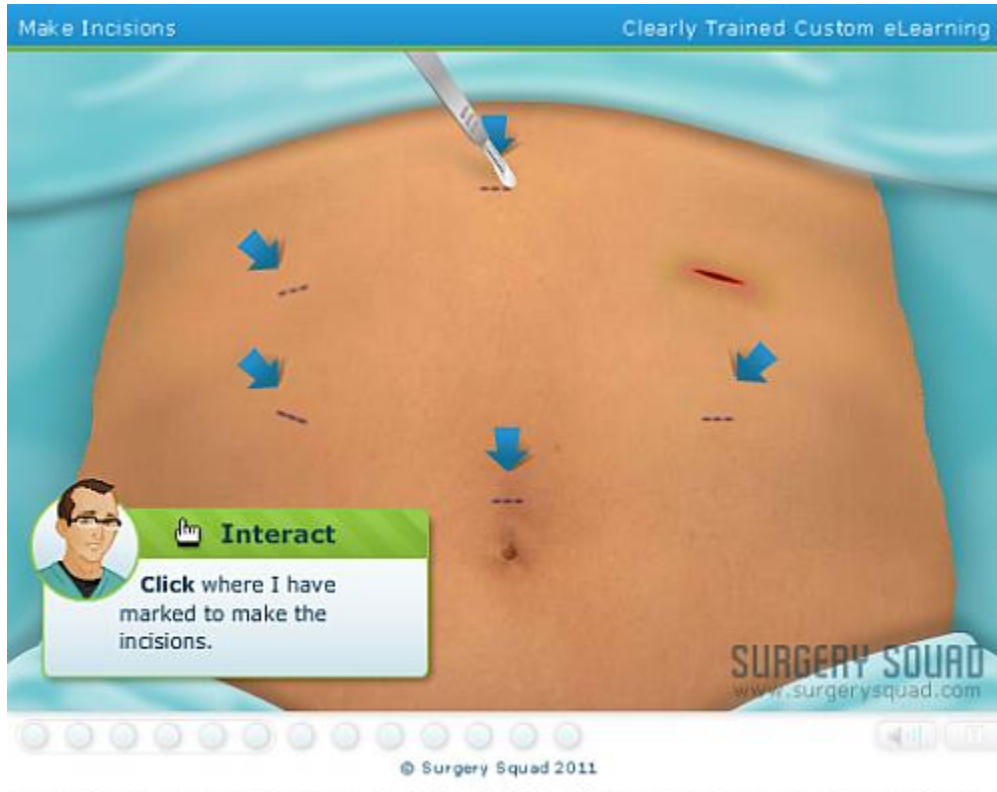 Make Incisions
Clearly Trained Custom eLearning
Interact
Click where I have
marked to make the
incisions.
SURGERY SQUAD
www.surgerysquad.com
© Surgery Squad 2011